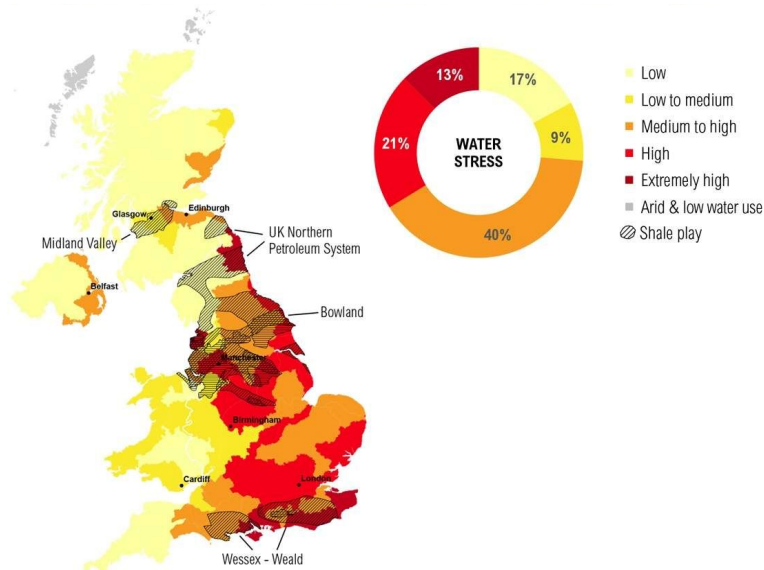 Glasgow
Edinburgh
Midland Valley
UK Northern
Petroleum System
Belfast
Bowland
Manchester
Birmingham
Cardiff
London
Wessex - Weald
13%
17%
9%
40%
21%
WATER
STRESS
Low
Low to medium
Medium to high
High
Extremely high
Arid & low water use
Shale play